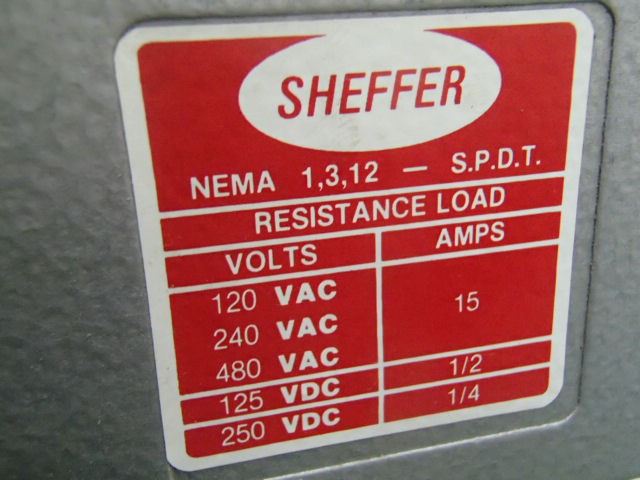 SHEFFER
NEMA 1,3,12 — S.P.D.T.
RESISTANCE LOAD
VOLTS AMPS
120 VAC
240 VAC 15
480 VAC
125 VDC 1/2
250 VDC 1/4